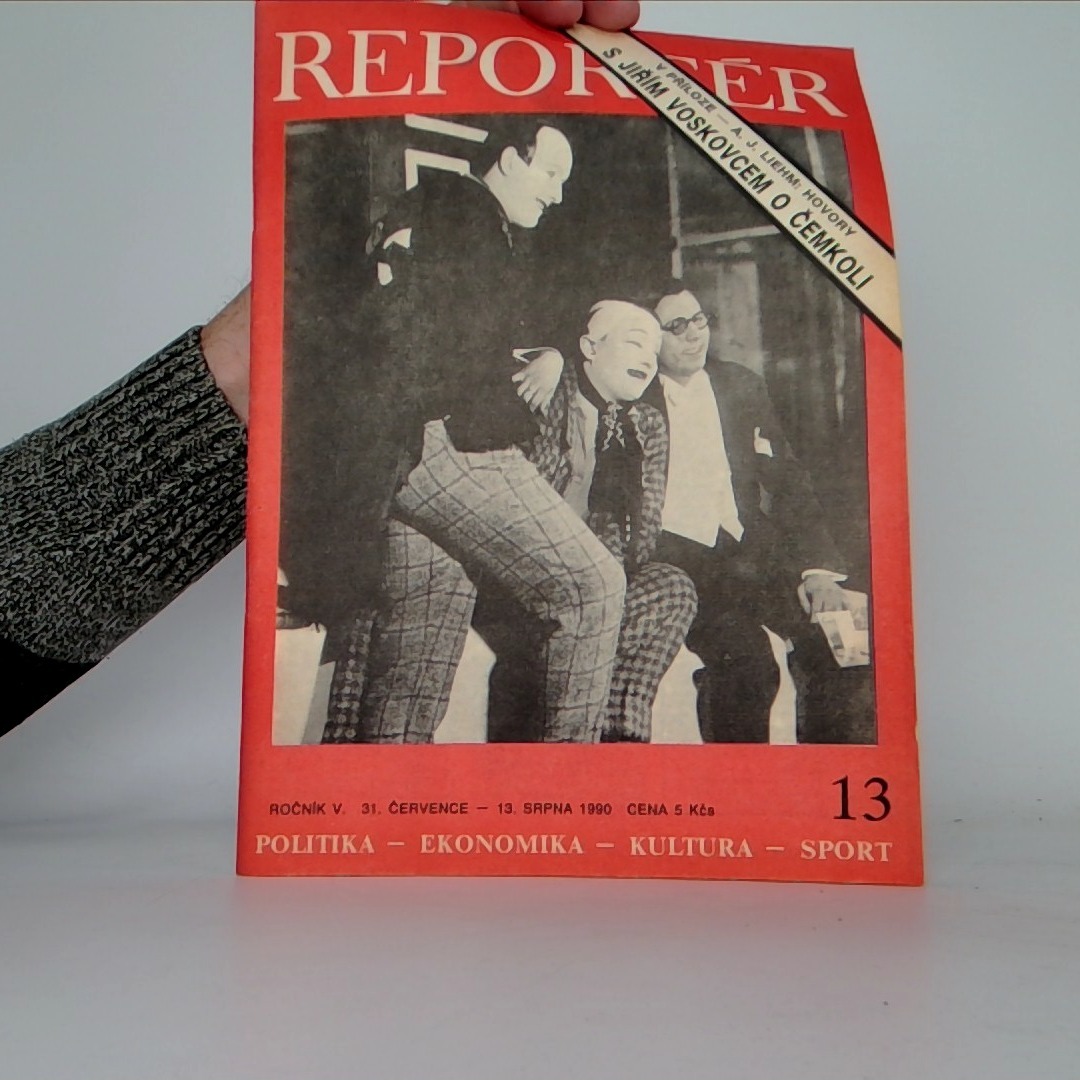 REPORTÉR
V PŘÍLOZE — A. J. LIEHM: HOVORY
S JIŘÍM VOSKOVCEM O ČEMKOLI
13
ROČNÍK V. 31. ČERVENCE — 13. SRPNA 1990 CENA 5 Kčs
POLITIKA — EKONOMIKA — KULTURA — SPORT